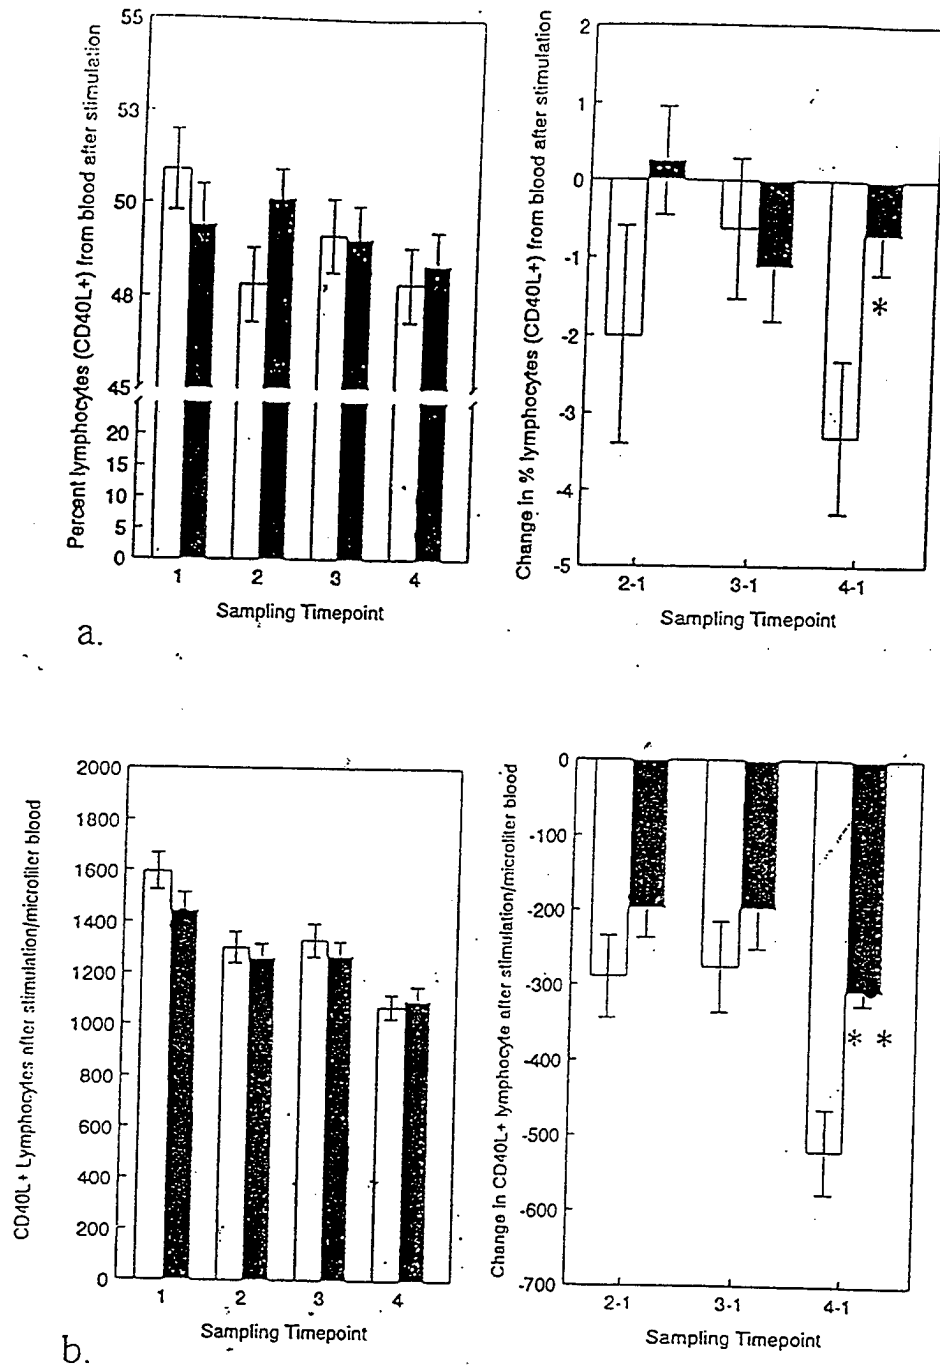 Percent lymphocytes (CD40L+) from blood after stimulation
55
53
50
48
45
20
15
10
5
0
1 2 3 4
Sampling Timepoint
a.
Change in % lymphocytes (CD40L+) from blood after stimulation
2
1
0
-1
-2
-3
-4
-5
*
2-1 3-1 4-1
Sampling Timepoint
CD40L+ Lymphocytes after stimulation/microliter blood
2000
1800
1600
1400
1200
1000
800
600
400
200
0
1 2 3 4
Sampling Timepoint
b.
Change in CD40L+ lymphocyte after stimulation/microliter blood
0
-100
-200
-300
-400
-500
-600
-700
* *
2-1 3-1 4-1
Sampling Timepoint